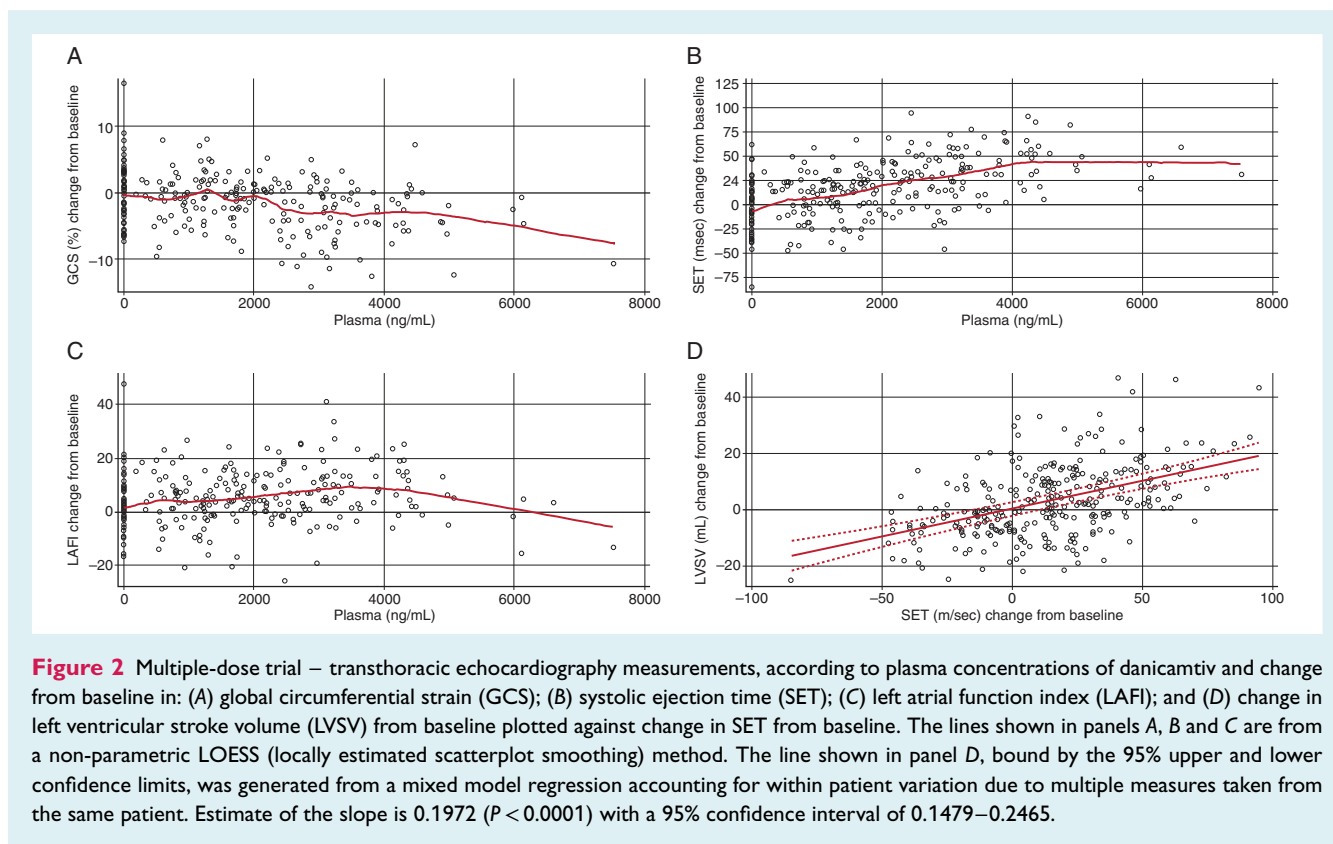 A
GCS (%) change from baseline
10
0
−10
0 2000 4000 6000 8000
Plasma (ng/mL)
B
SET (msec) change from baseline
125
100
75
50
24
0
−25
−50
−75
0 2000 4000 6000 8000
Plasma (ng/mL)
C
LAFI change from baseline
40
20
0
−20
0 2000 4000 6000 8000
Plasma (ng/mL)
D
LVSV (mL) change from baseline
40
20
0
−20
−100 −50 0 50 100
SET (m/sec) change from baseline
Figure 2 Multiple-dose trial – transthoracic echocardiography measurements, according to plasma concentrations of danicamtiv and change
from baseline in: (A) global circumferential strain (GCS); (B) systolic ejection time (SET); (C) left atrial function index (LAFI); and (D) change in
left ventricular stroke volume (LVSV) from baseline plotted against change in SET from baseline. The lines shown in panels A, B and C are from
a non-parametric LOESS (locally estimated scatterplot smoothing) method. The line shown in panel D, bound by the 95% upper and lower
confidence limits, was generated from a mixed model regression accounting for within patient variation due to multiple measures taken from
the same patient. Estimate of the slope is 0.1972 (P < 0.0001) with a 95% confidence interval of 0.1479–0.2465.